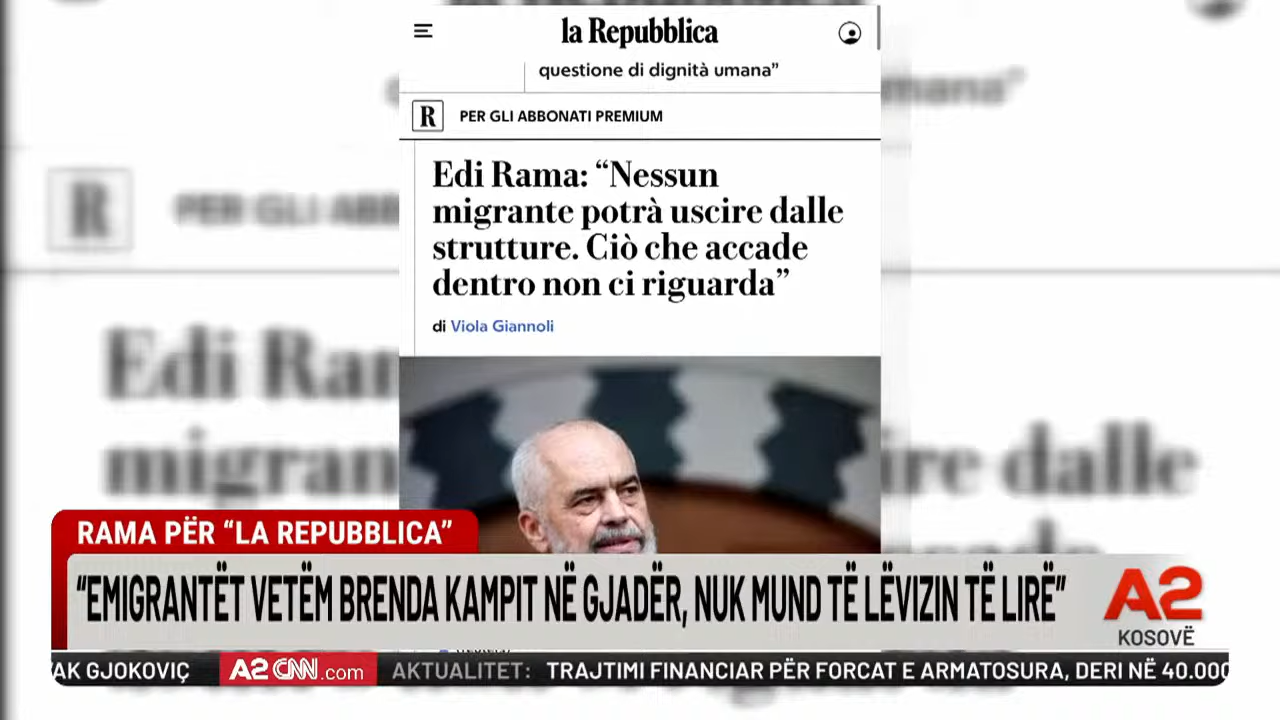 la Repubblica
questione di dignità umana”
R PER GLI ABBONATI PREMIUM
Edi Rama: “Nessun
migrante potrà uscire dalle
strutture. Ciò che accade
dentro non ci riguarda”
di Viola Giannoli
RAMA PËR “LA REPUBBLICA”
“EMIGRANTËT VETËM BRENDA KAMPIT NË GJADËR, NUK MUND TË LËVIZIN TË LIRË”
A2
KOSOVË
GJOKOVIÇ A2 CNN.com AKTUALITET: TRAJTIMI FINANCIAR PËR FORCAT E ARMATOSURA, DERI NË 40.000